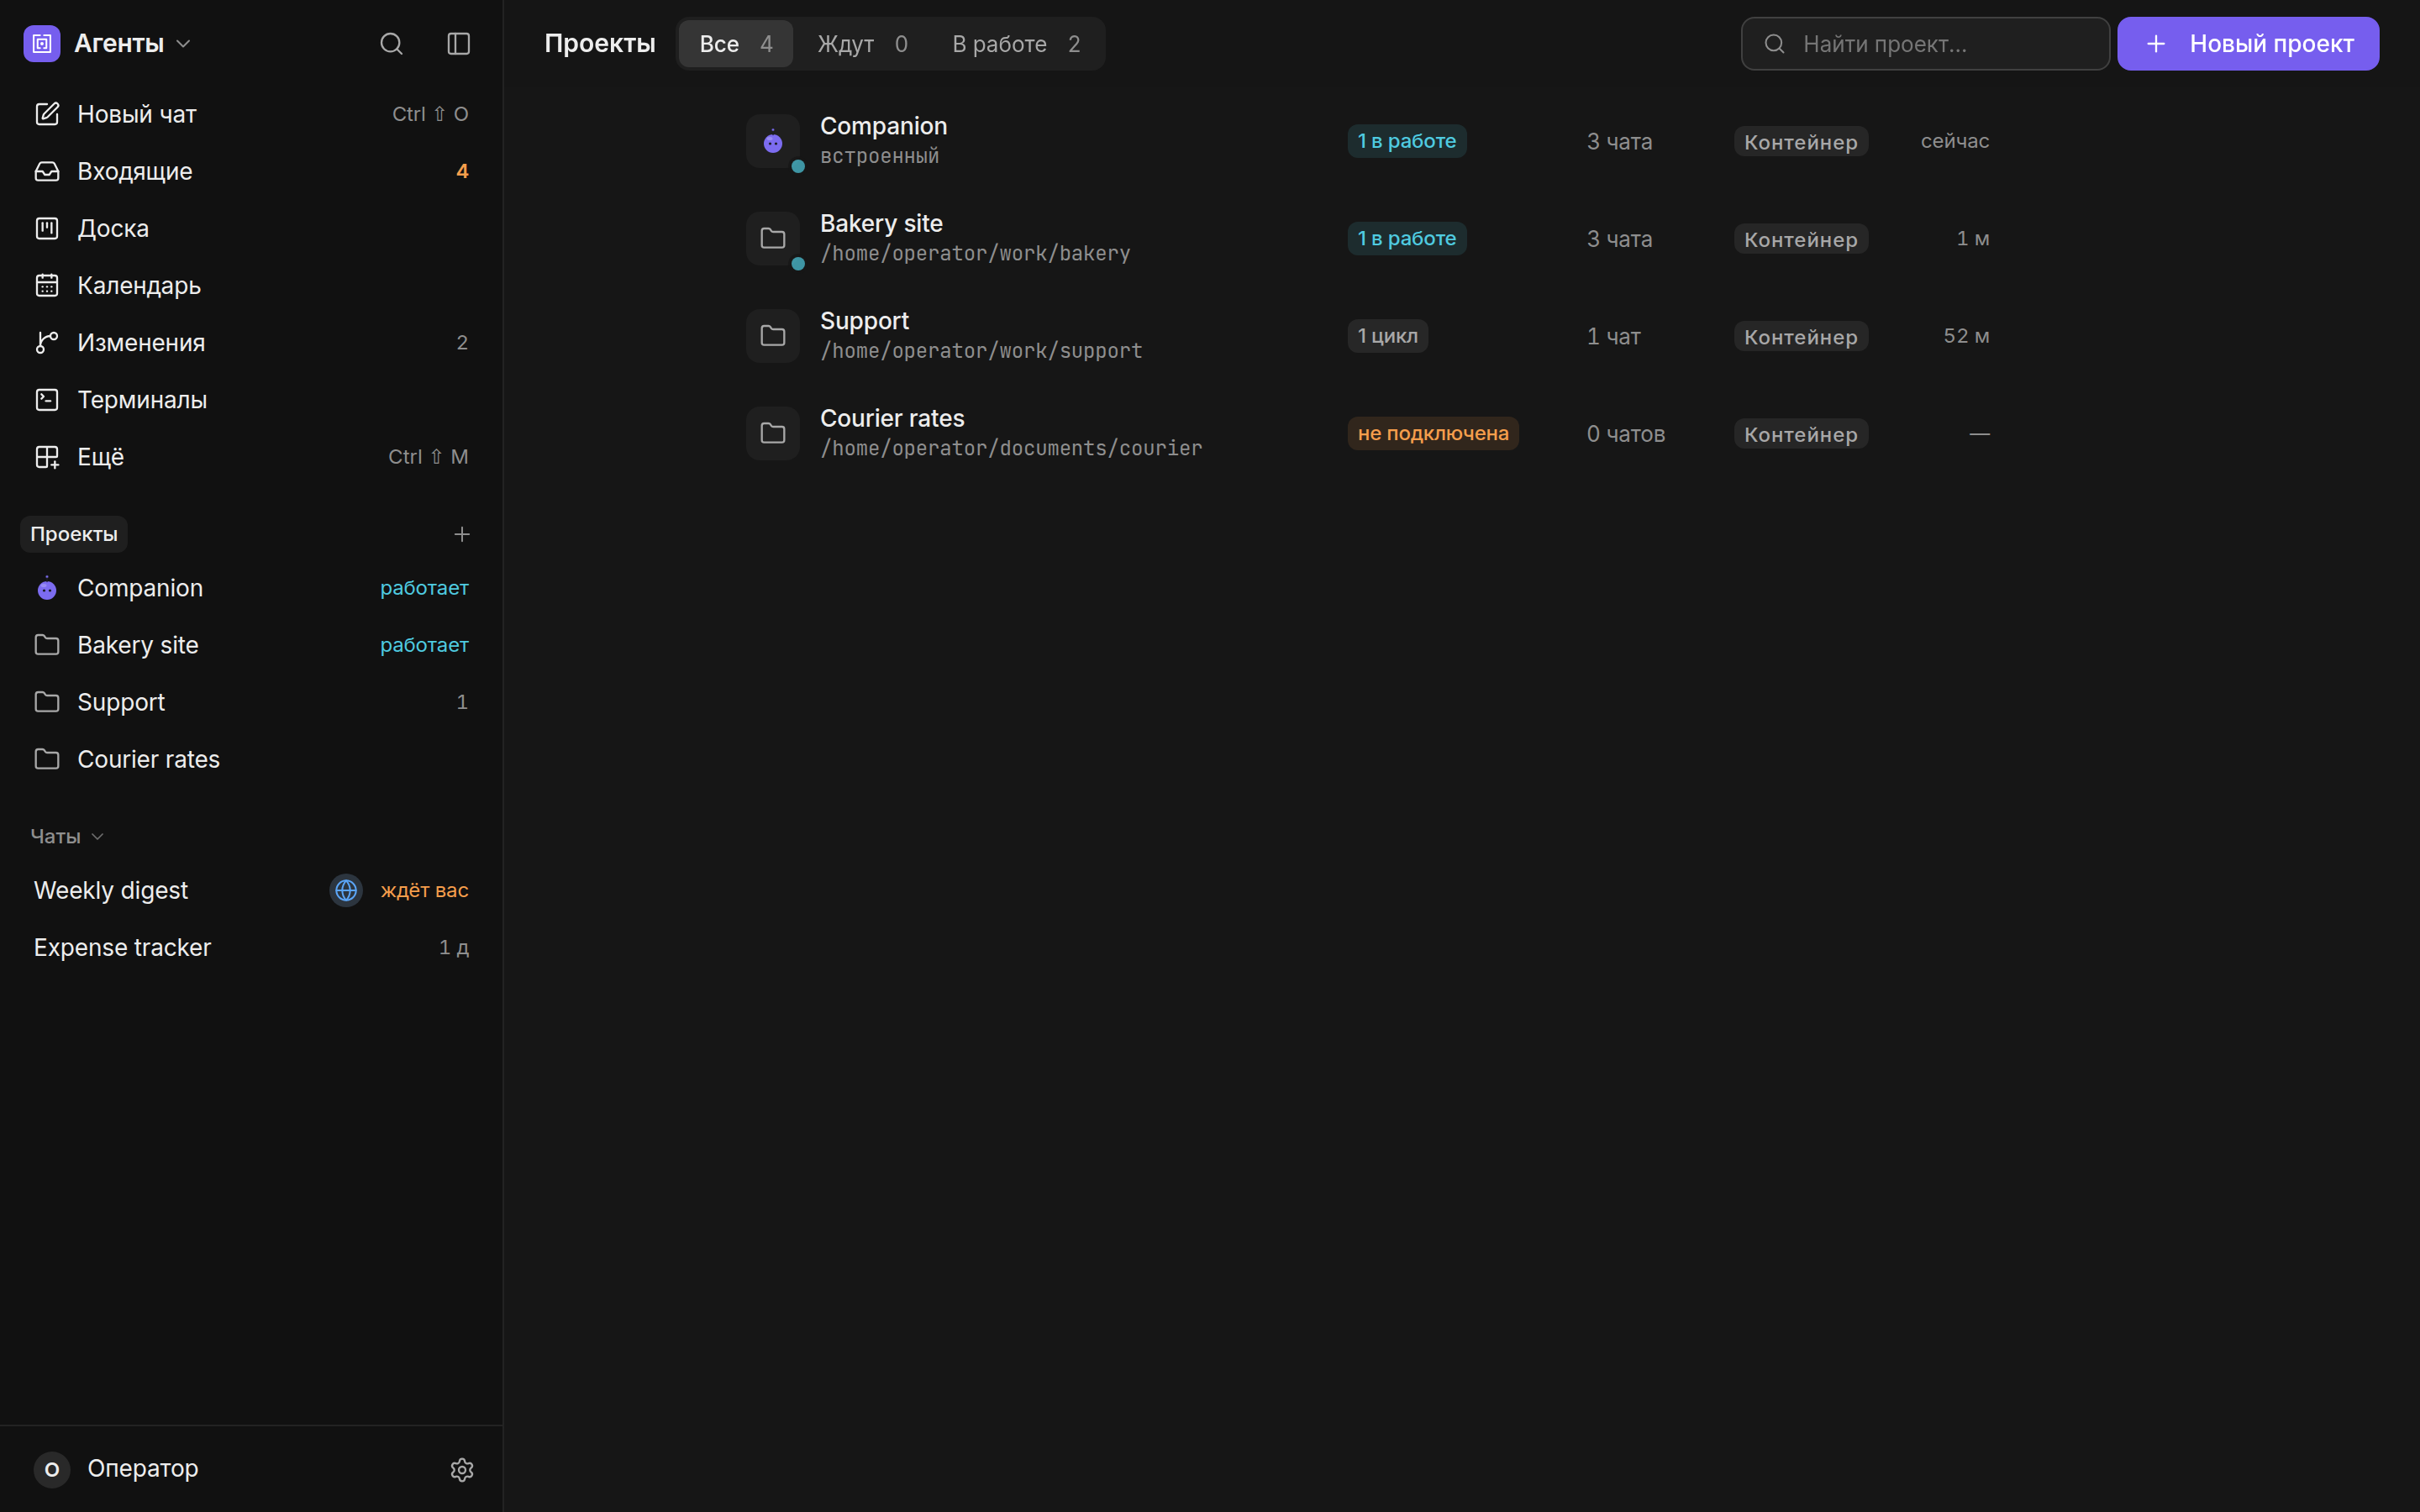 Агенты
Новый чат Ctrl ⇧ O
Входящие 4
Доска
Календарь
Изменения 2
Терминалы
Ещё Ctrl ⇧ M
Проекты
Companion работает
Bakery site работает
Support 1
Courier rates
Чаты
Weekly digest ждёт вас
Expense tracker 1 д
О Оператор
Проекты Все 4 Ждут 0 В работе 2 Найти проект... Новый проект
Companion
встроенный
1 в работе 3 чата Контейнер сейчас
Bakery site
/home/operator/work/bakery
1 в работе 3 чата Контейнер 1 м
Support
/home/operator/work/support
1 цикл 1 чат Контейнер 52 м
Courier rates
/home/operator/documents/courier
не подключена 0 чатов Контейнер —